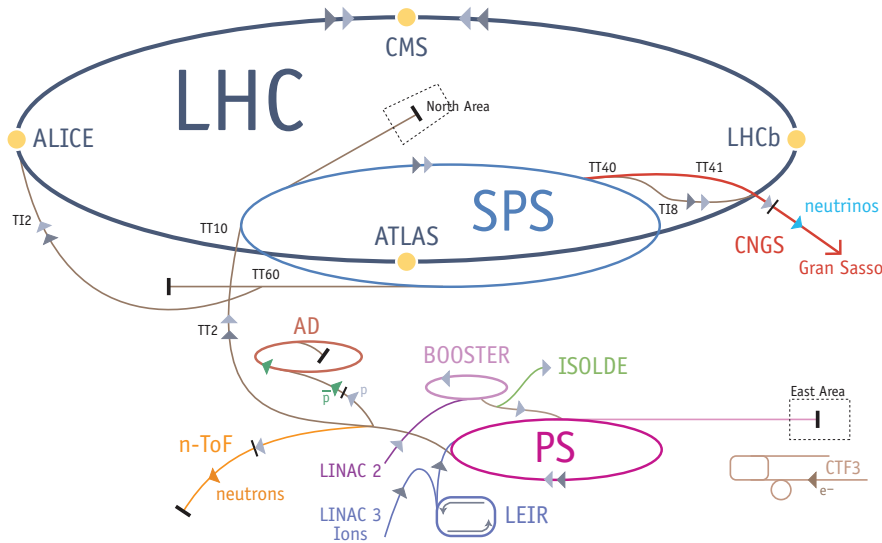 CMS
LHC
North Area
ALICE
LHCb
TT40
TT41
SPS
TI8
neutrinos
TI2
TT10
ATLAS
CNGS
Gran Sasso
TT60
TT2
AD
BOOSTER
ISOLDE
p
p̅
East Area
n-ToF
PS
LINAC 2
neutrons
CTF3
e−
LINAC 3
Ions
LEIR